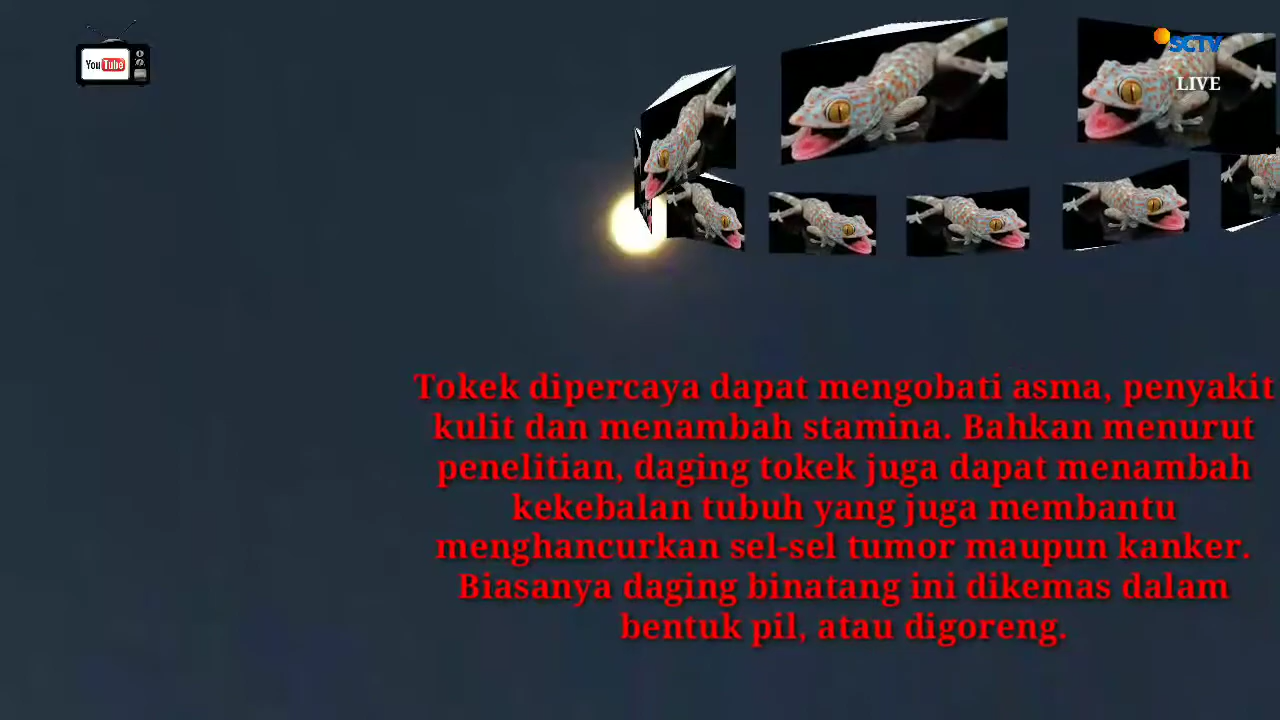 YouTube
SCTV
LIVE
Tokek dipercaya dapat mengobati asma, penyakit
kulit dan menambah stamina. Bahkan menurut
penelitian, daging tokek juga dapat menambah
kekebalan tubuh yang juga membantu
menghancurkan sel-sel tumor maupun kanker.
Biasanya daging binatang ini dikemas dalam
bentuk pil, atau digoreng.